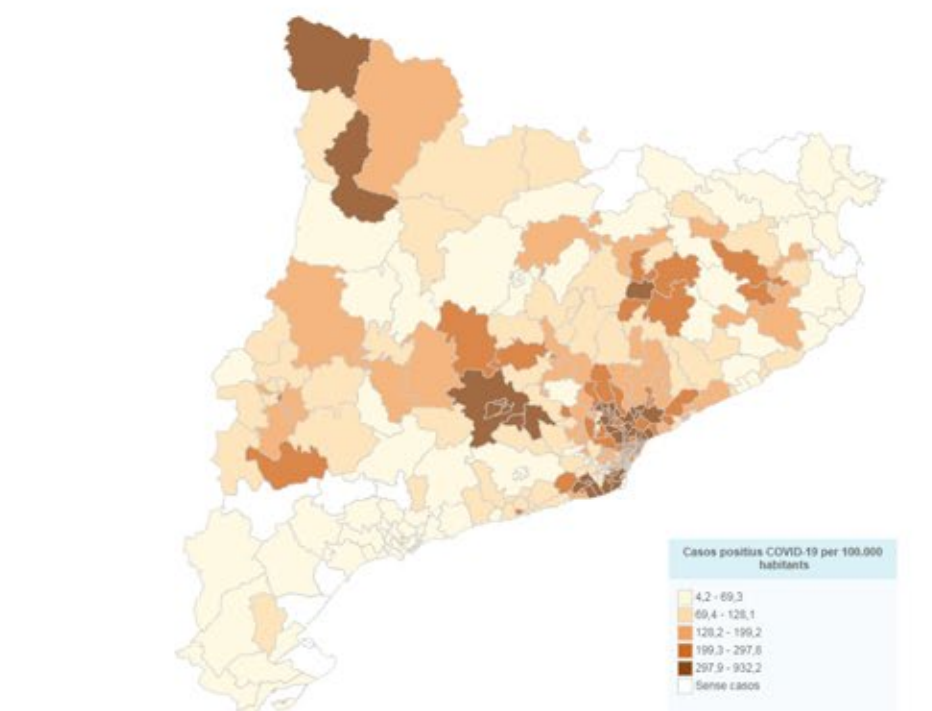 Casos positius COVID-19 per 100.000
habitants
4,2 - 69,3
69,4 - 128,1
128,2 - 199,2
199,3 - 297,8
297,9 - 932,2
Sense casos